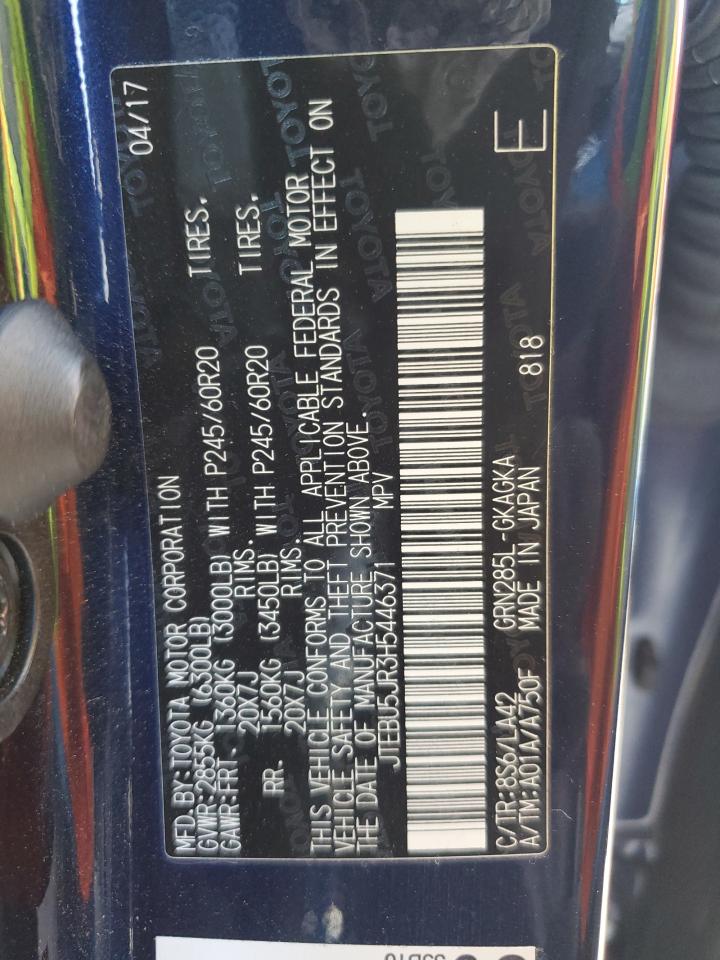 MFD.BY:TOYOTA MOTOR CORPORATION 04/17
GVWR:2855KG (6300LB)
GAWR:FRT. 1360KG (3000LB) WITH P245/60R20 TIRES.
20X7J RIMS.
RR. 1560KG (3450LB) WITH P245/60R20 TIRES.
20X7J RIMS.
THIS VEHICLE CONFORMS TO ALL APPLICABLE FEDERAL MOTOR
VEHICLE SAFETY AND THEFT PREVENTION STANDARDS IN EFFECT ON
THE DATE OF MANUFACTURE SHOWN ABOVE.
JTEBU5JR3H5446371 MPV
C/TR:8S6/LA42 GRN285L -GKAGKA
A/TM:A01A/A750F MADE IN JAPAN 818
E